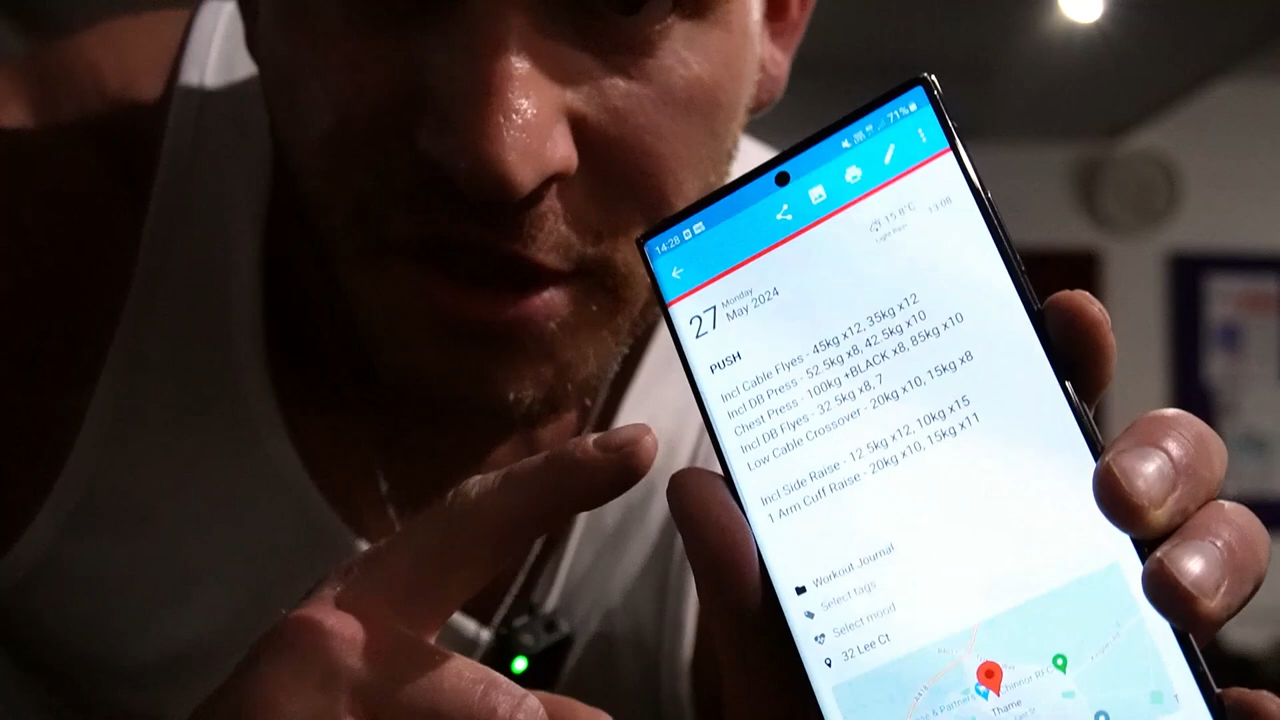 14:28 71%
15.8°C 13:08
Light Rain
27 Monday
May 2024
PUSH
Incl Cable Flyes - 45kg x12, 35kg x12
Incl DB Press - 52.5kg x8, 42.5kg x10
Chest Press - 100kg +BLACK x8, 85kg x10
Incl DB Flyes - 32 5kg x8, 7
Low Cable Crossover - 20kg x10, 15kg x8
Incl Side Raise - 12 5kg x12, 10kg x15
1 Arm Cuff Raise - 20kg x10, 15kg x11
Workout Journal
Select tags
Select mood
32 Lee Ct
Chinnor RFC
& Partners
Thame